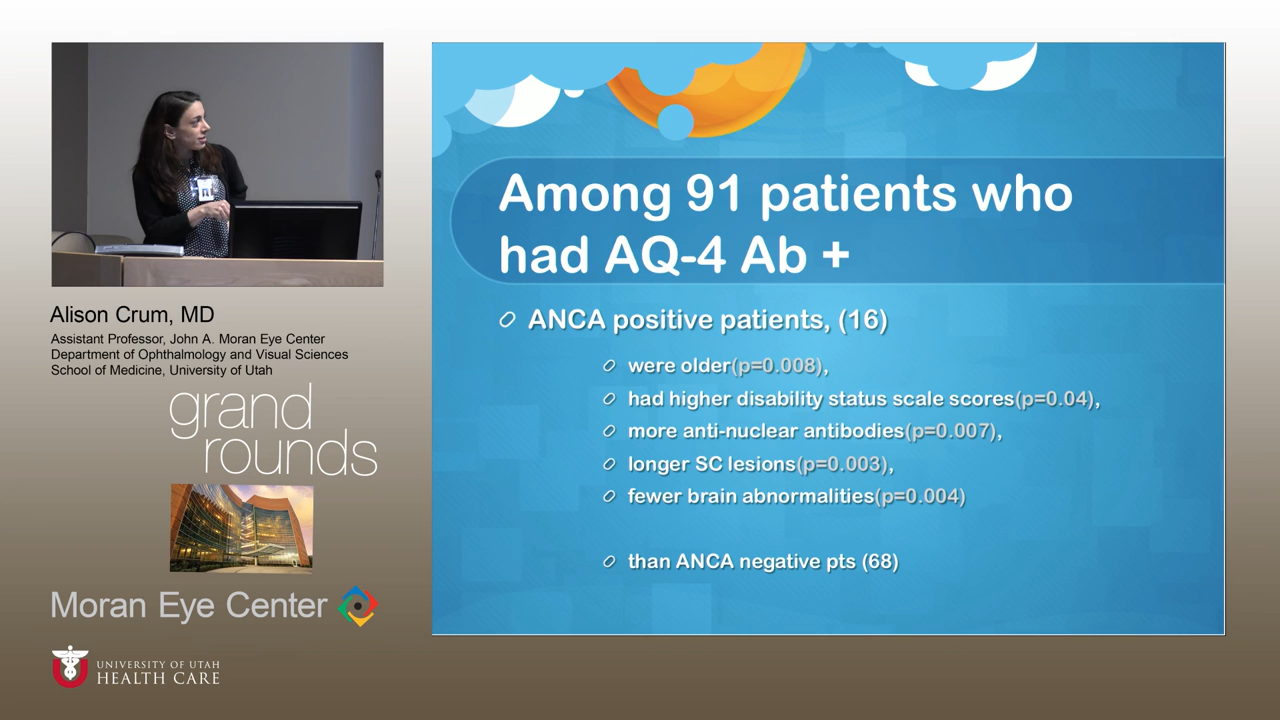 Among 91 patients who
had AQ-4 Ab +
ANCA positive patients, (16)
were older(p=0.008),
had higher disability status scale scores(p=0.04),
more anti-nuclear antibodies(p=0.007),
longer SC lesions(p=0.003),
fewer brain abnormalities(p=0.004)
than ANCA negative pts (68)
Alison Crum, MD
Assistant Professor, John A. Moran Eye Center
Department of Ophthalmology and Visual Sciences
School of Medicine, University of Utah
grand
rounds
Moran Eye Center
U
UNIVERSITY OF UTAH
HEALTH CARE